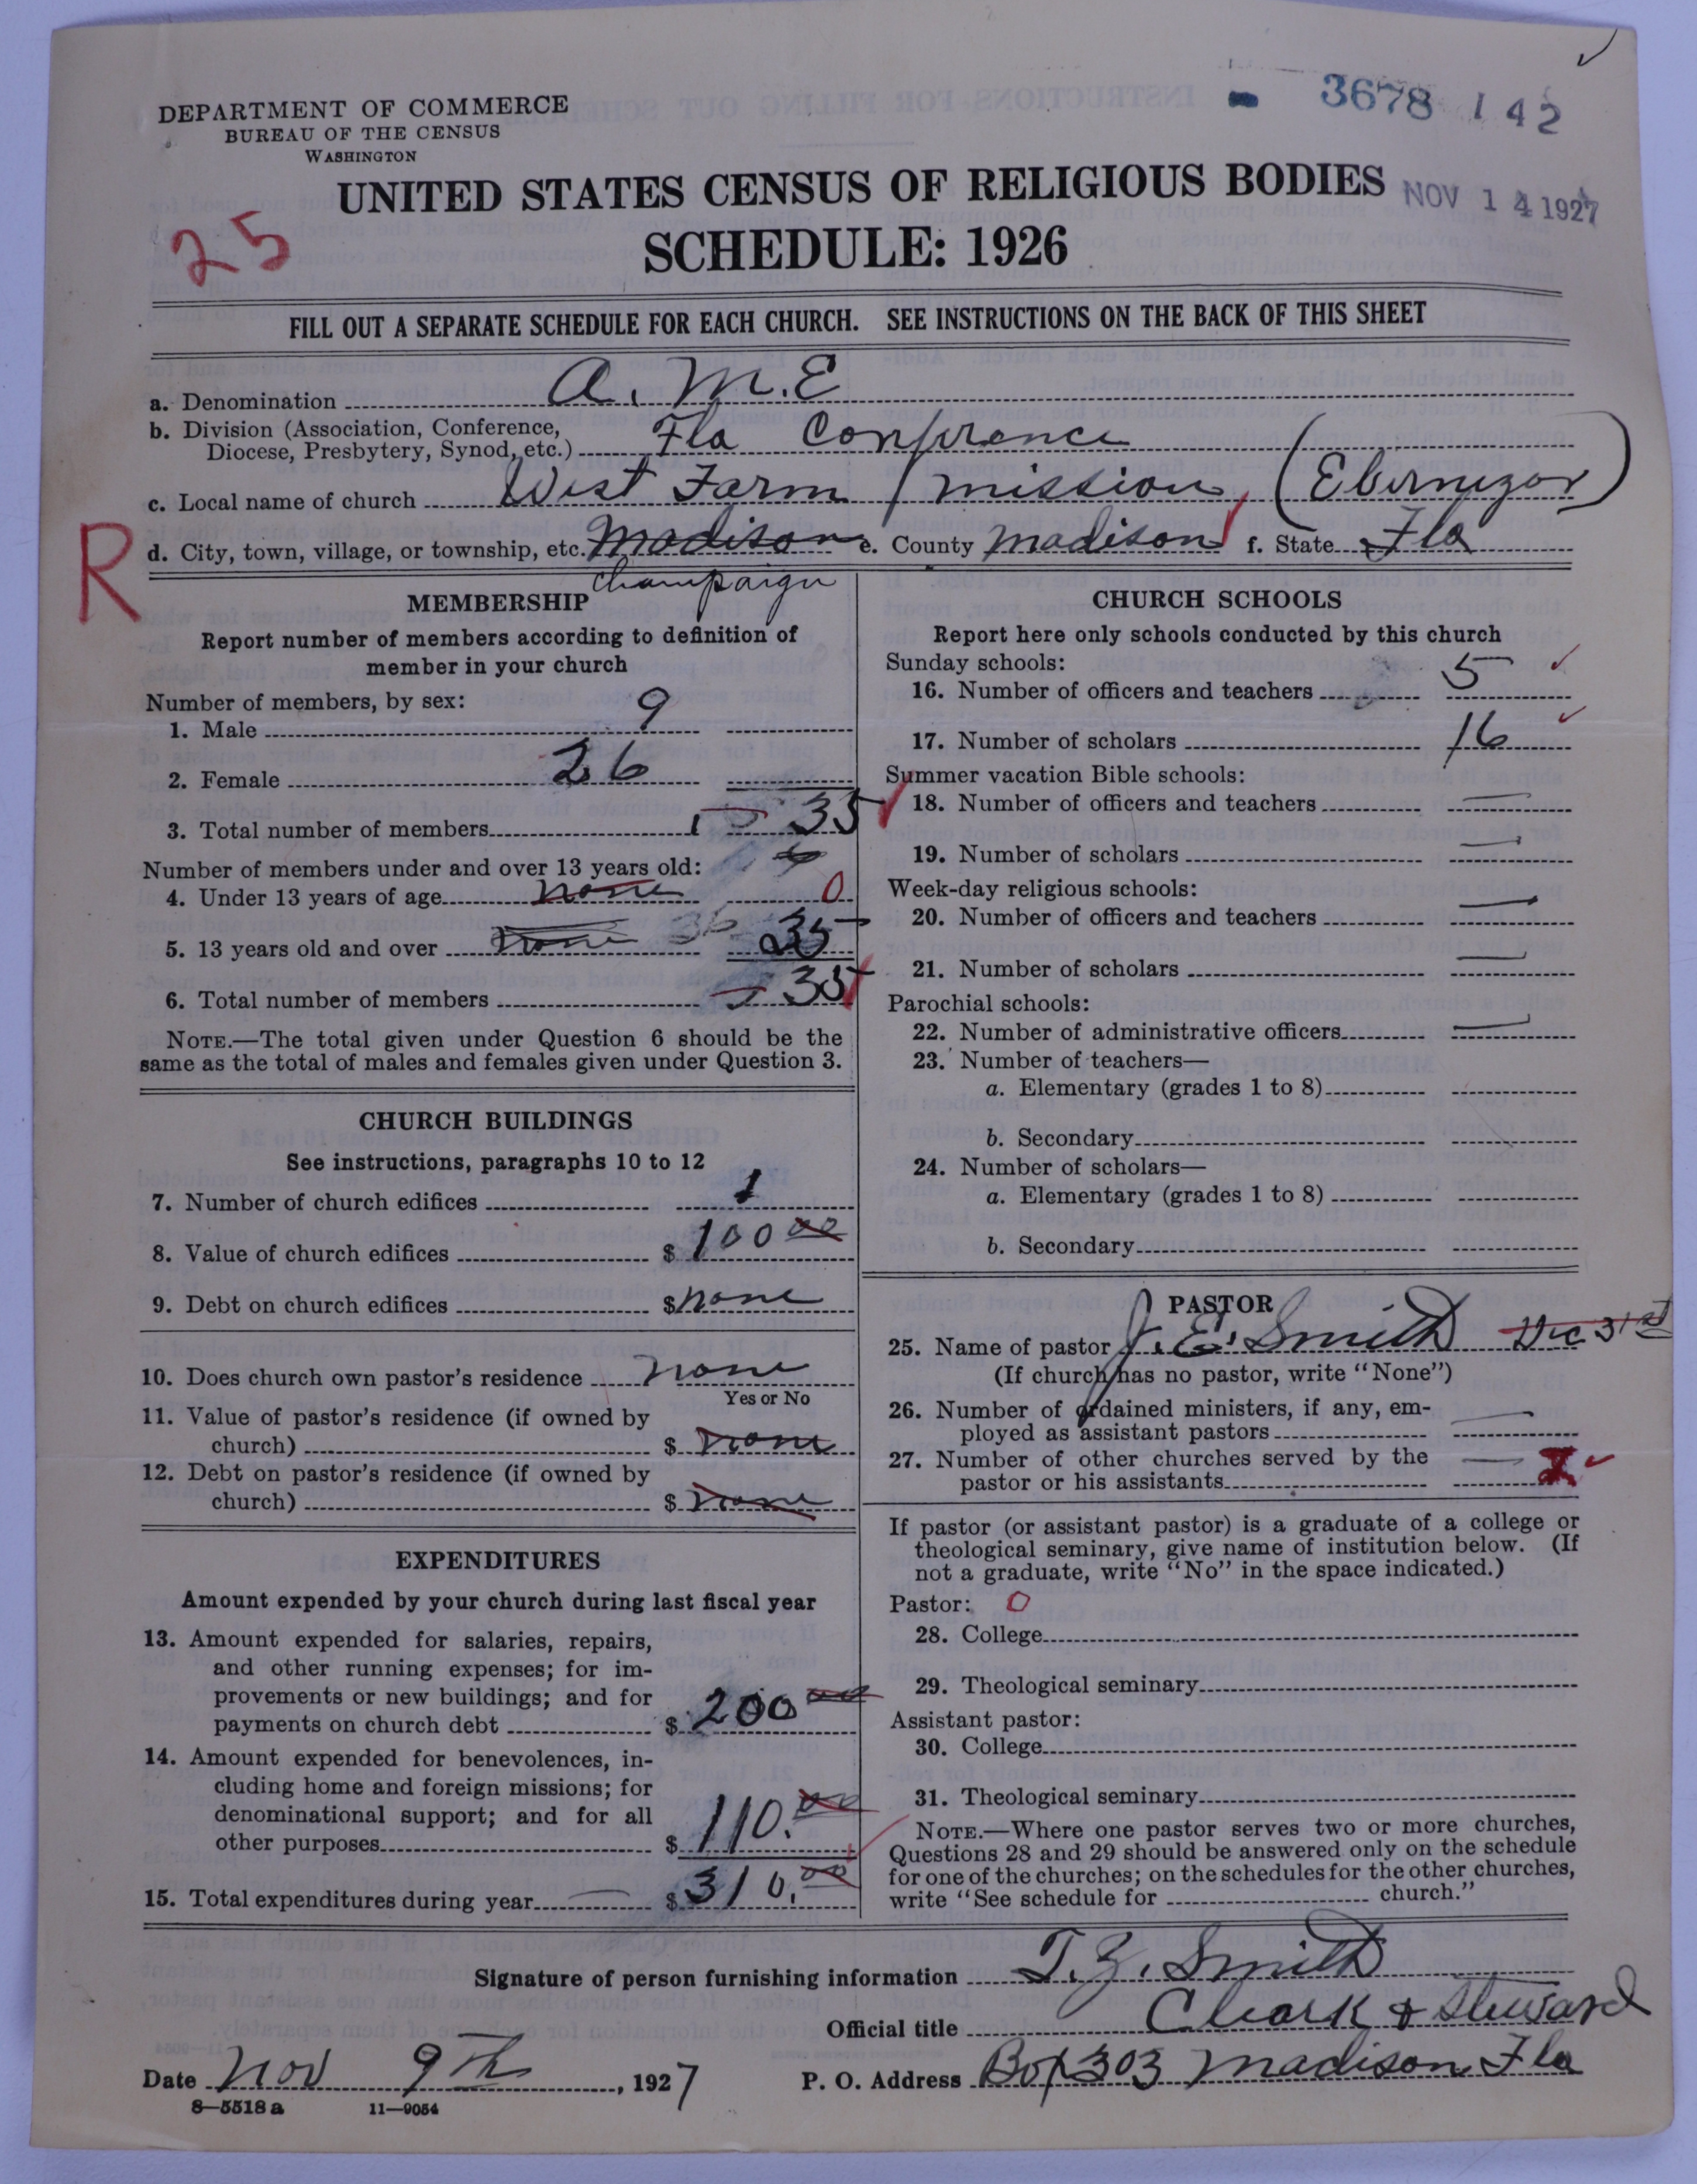 3678 142
DEPARTMENT OF COMMERCE
BUREAU OF THE CENSUS
WASHINGTON
UNITED STATES CENSUS OF RELIGIOUS BODIES
NOV 14 1927
25
SCHEDULE: 1926
FILL OUT A SEPARATE SCHEDULE FOR EACH CHURCH. SEE INSTRUCTIONS ON THE BACK OF THIS SHEET
a. Denomination A. M. E
b. Division (Association, Conference,
Diocese, Presbytery, Synod, etc.) Fla Conference
c. Local name of church West Farm / mission (Ebernezor)
R
d. City, town, village, or township, etc. Madison e. County Madison f. State Fla
champaign
MEMBERSHIP
Report number of members according to definition of
member in your church
Number of members, by sex:
1. Male 9
2. Female 26
3. Total number of members 35
Number of members under and over 13 years old:
4. Under 13 years of age none 0
5. 13 years old and over none 36 35
6. Total number of members 35
NOTE.—The total given under Question 6 should be the
same as the total of males and females given under Question 3.
CHURCH BUILDINGS
See instructions, paragraphs 10 to 12
7. Number of church edifices 1
8. Value of church edifices $ 100 00
9. Debt on church edifices $ none
10. Does church own pastor's residence none
Yes or No
11. Value of pastor's residence (if owned by
church) $ none
12. Debt on pastor's residence (if owned by
church) $ none
EXPENDITURES
Amount expended by your church during last fiscal year
13. Amount expended for salaries, repairs,
and other running expenses; for im-
provements or new buildings; and for
payments on church debt $ 200 00
14. Amount expended for benevolences, in-
cluding home and foreign missions; for
denominational support; and for all
other purposes $ 110.00
15. Total expenditures during year $ 310.00
CHURCH SCHOOLS
Report here only schools conducted by this church
Sunday schools:
16. Number of officers and teachers 5
17. Number of scholars 16
Summer vacation Bible schools:
18. Number of officers and teachers —
19. Number of scholars —
Week-day religious schools:
20. Number of officers and teachers —
21. Number of scholars —
Parochial schools:
22. Number of administrative officers —
23. Number of teachers—
a. Elementary (grades 1 to 8)
b. Secondary
24. Number of scholars—
a. Elementary (grades 1 to 8)
b. Secondary
PASTOR
25. Name of pastor J. E. Smith Dec 31st
(If church has no pastor, write "None")
26. Number of ordained ministers, if any, em-
ployed as assistant pastors —
27. Number of other churches served by the
pastor or his assistants —
If pastor (or assistant pastor) is a graduate of a college or
theological seminary, give name of institution below. (If
not a graduate, write "No" in the space indicated.)
Pastor: 0
28. College
29. Theological seminary
Assistant pastor:
30. College
31. Theological seminary
NOTE.—Where one pastor serves two or more churches,
Questions 28 and 29 should be answered only on the schedule
for one of the churches; on the schedules for the other churches,
write "See schedule for church."
Signature of person furnishing information T. Z. Smith
Official title Cleark & Steward
Date Nov 9th, 1927 P. O. Address Box 303 Madison Fla
8—5518 a 11—9054